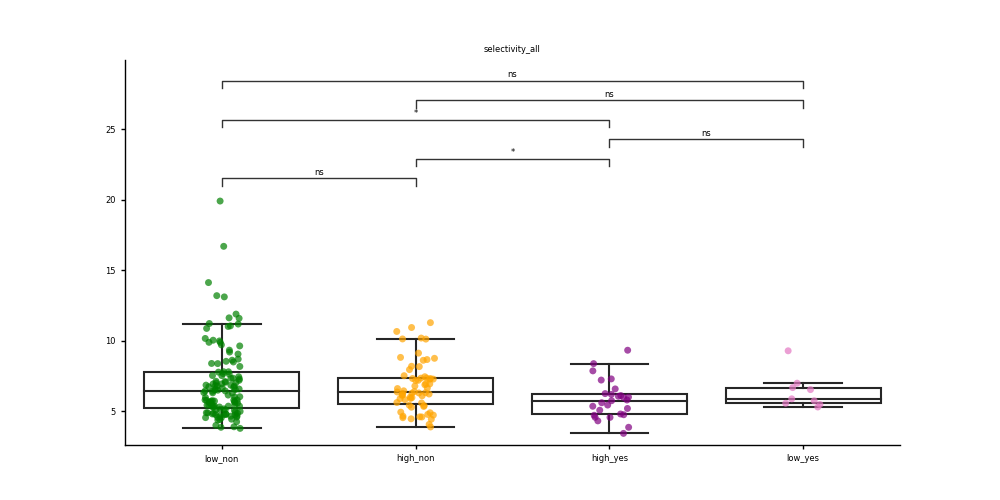 selectivity_all
ns
ns
*
ns
*
ns
25
20
15
10
5
low_non high_non high_yes low_yes